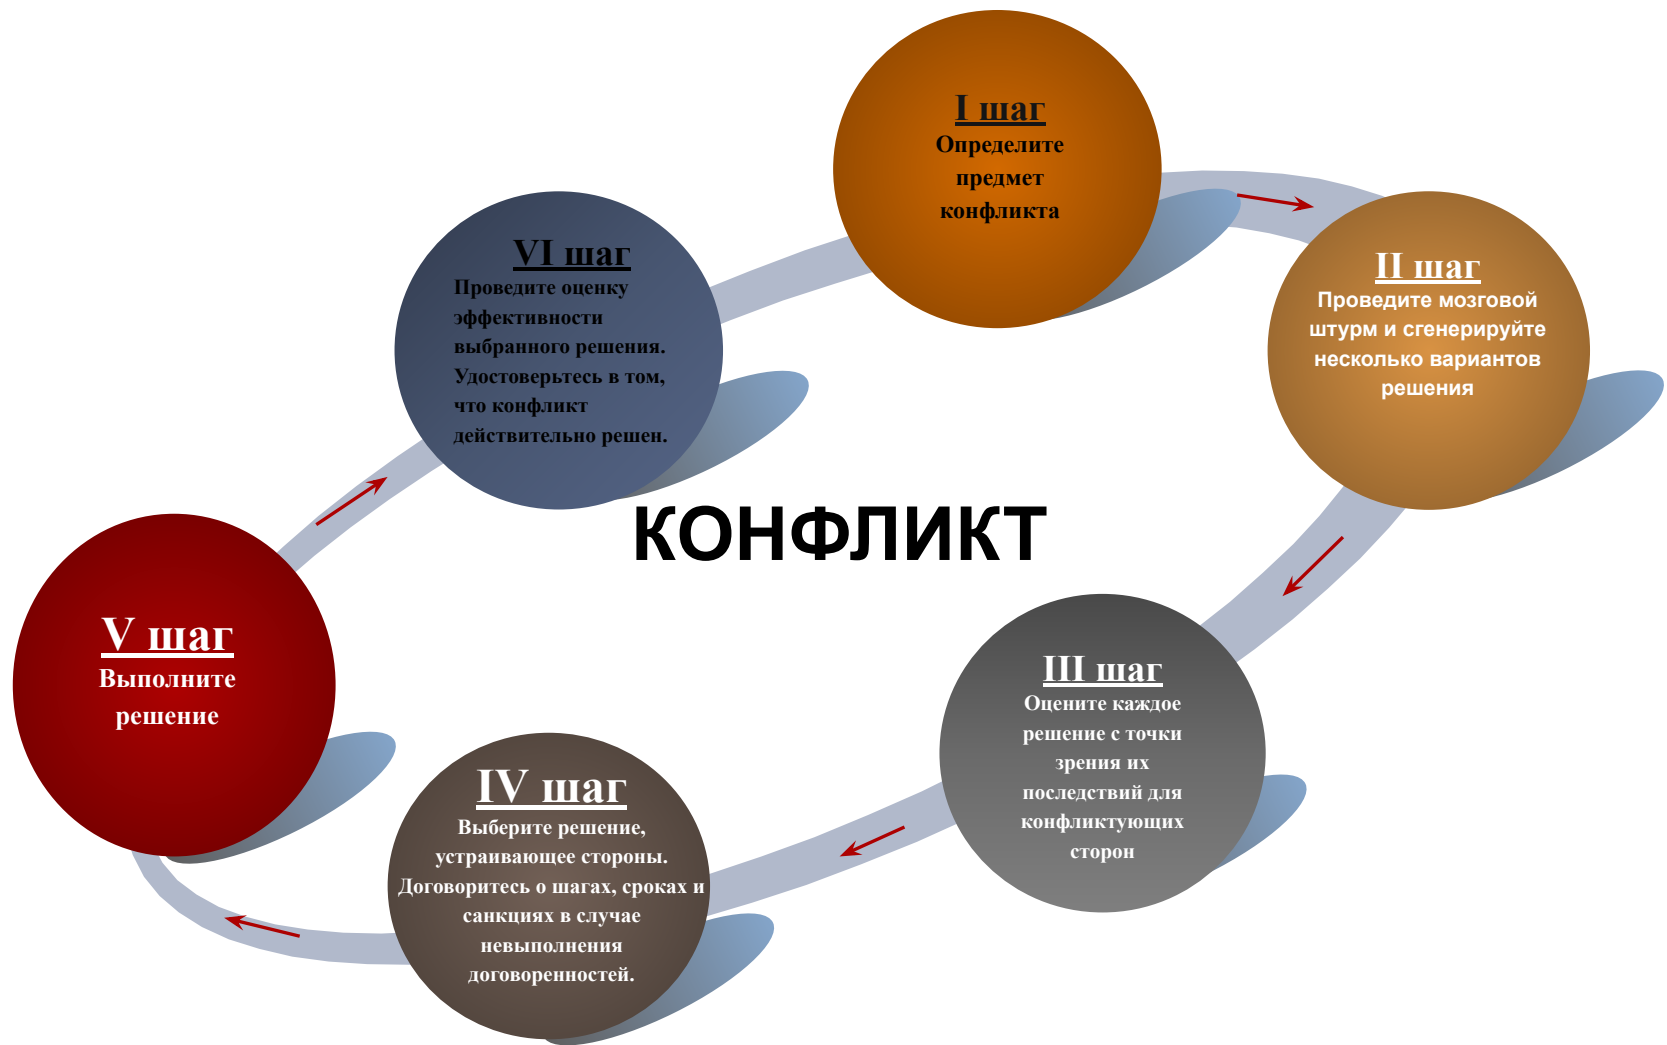 I шаг
Определите
предмет
конфликта
II шаг
Проведите мозговой
штурм и сгенерируйте
несколько вариантов
решения
III шаг
Оцените каждое
решение с точки
зрения их
последствий для
конфликтующих
сторон
IV шаг
Выберите решение,
устраивающее стороны.
Договоритесь о шагах, сроках и
санкциях в случае
невыполнения
договоренностей.
V шаг
Выполните
решение
VI шаг
Проведите оценку
эффективности
выбранного решения.
Удостоверьтесь в том,
что конфликт
действительно решен.
КОНФЛИКТ